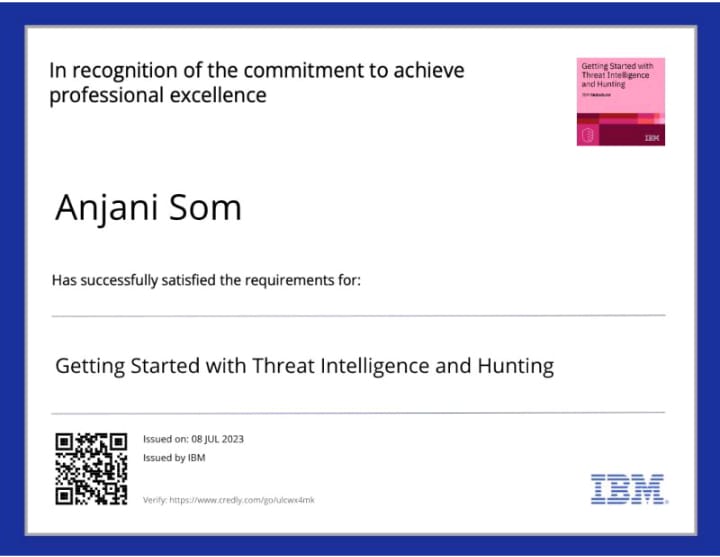 In recognition of the commitment to achieve
professional excellence
Getting Started with
Threat Intelligence
and Hunting
IBM
Anjani Som
Has successfully satisfied the requirements for:
Getting Started with Threat Intelligence and Hunting
Issued on: 08 JUL 2023
Issued by IBM
Verify: https://www.credly.com/go/ulcwx4mk
IBM.